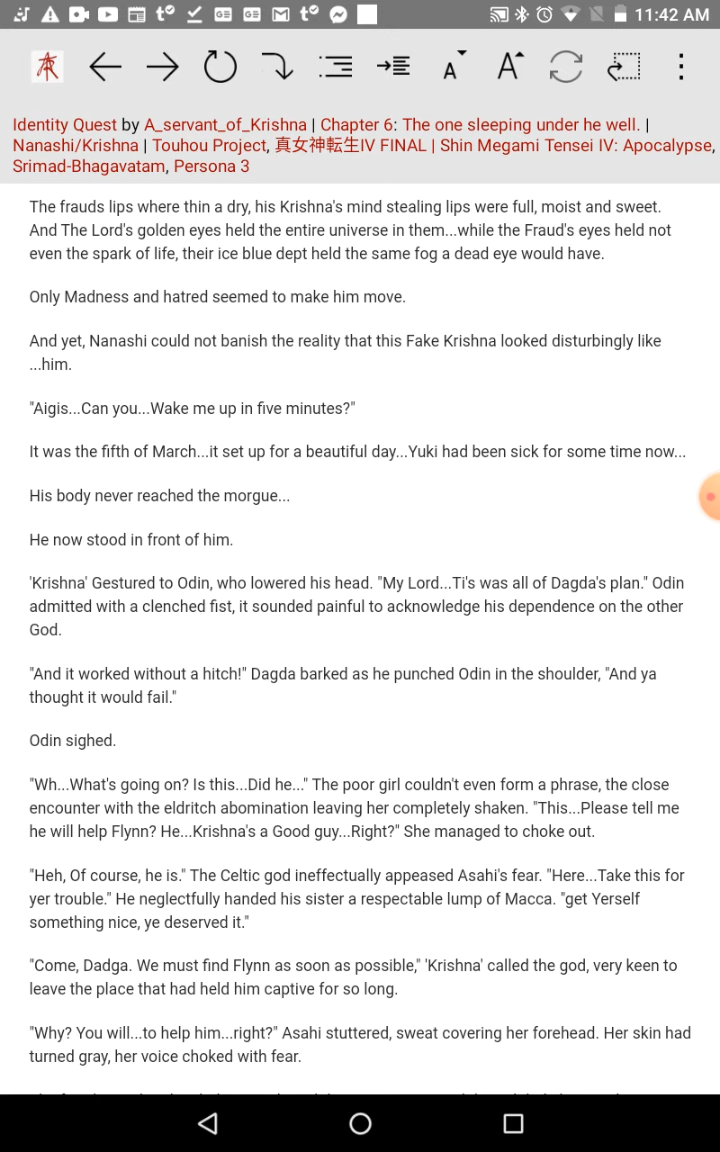 11:42 AM
Identity Quest by A_servant_of_Krishna | Chapter 6: The one sleeping under he well. |
Nanashi/Krishna | Touhou Project, 真女神転生IV FINAL | Shin Megami Tensei IV: Apocalypse,
Srimad-Bhagavatam, Persona 3
The frauds lips where thin a dry, his Krishna's mind stealing lips were full, moist and sweet.
And The Lord's golden eyes held the entire universe in them...while the Fraud's eyes held not
even the spark of life, their ice blue dept held the same fog a dead eye would have.
Only Madness and hatred seemed to make him move.
And yet, Nanashi could not banish the reality that this Fake Krishna looked disturbingly like
...him.
"Aigis...Can you...Wake me up in five minutes?"
It was the fifth of March...it set up for a beautiful day...Yuki had been sick for some time now...
His body never reached the morgue...
He now stood in front of him.
'Krishna' Gestured to Odin, who lowered his head. "My Lord...Ti's was all of Dagda's plan." Odin
admitted with a clenched fist, it sounded painful to acknowledge his dependence on the other
God.
"And it worked without a hitch!" Dagda barked as he punched Odin in the shoulder, "And ya
thought it would fail."
Odin sighed.
"Wh...What's going on? Is this...Did he..." The poor girl couldn't even form a phrase, the close
encounter with the eldritch abomination leaving her completely shaken. "This...Please tell me
he will help Flynn? He...Krishna's a Good guy...Right?" She managed to choke out.
"Heh, Of course, he is." The Celtic god ineffectually appeased Asahi's fear. "Here...Take this for
yer trouble." He neglectfully handed his sister a respectable lump of Macca. "get Yerself
something nice, ye deserved it."
"Come, Dadga. We must find Flynn as soon as possible," 'Krishna' called the god, very keen to
leave the place that had held him captive for so long.
"Why? You will...to help him...right?" Asahi stuttered, sweat covering her forehead. Her skin had
turned gray, her voice choked with fear.